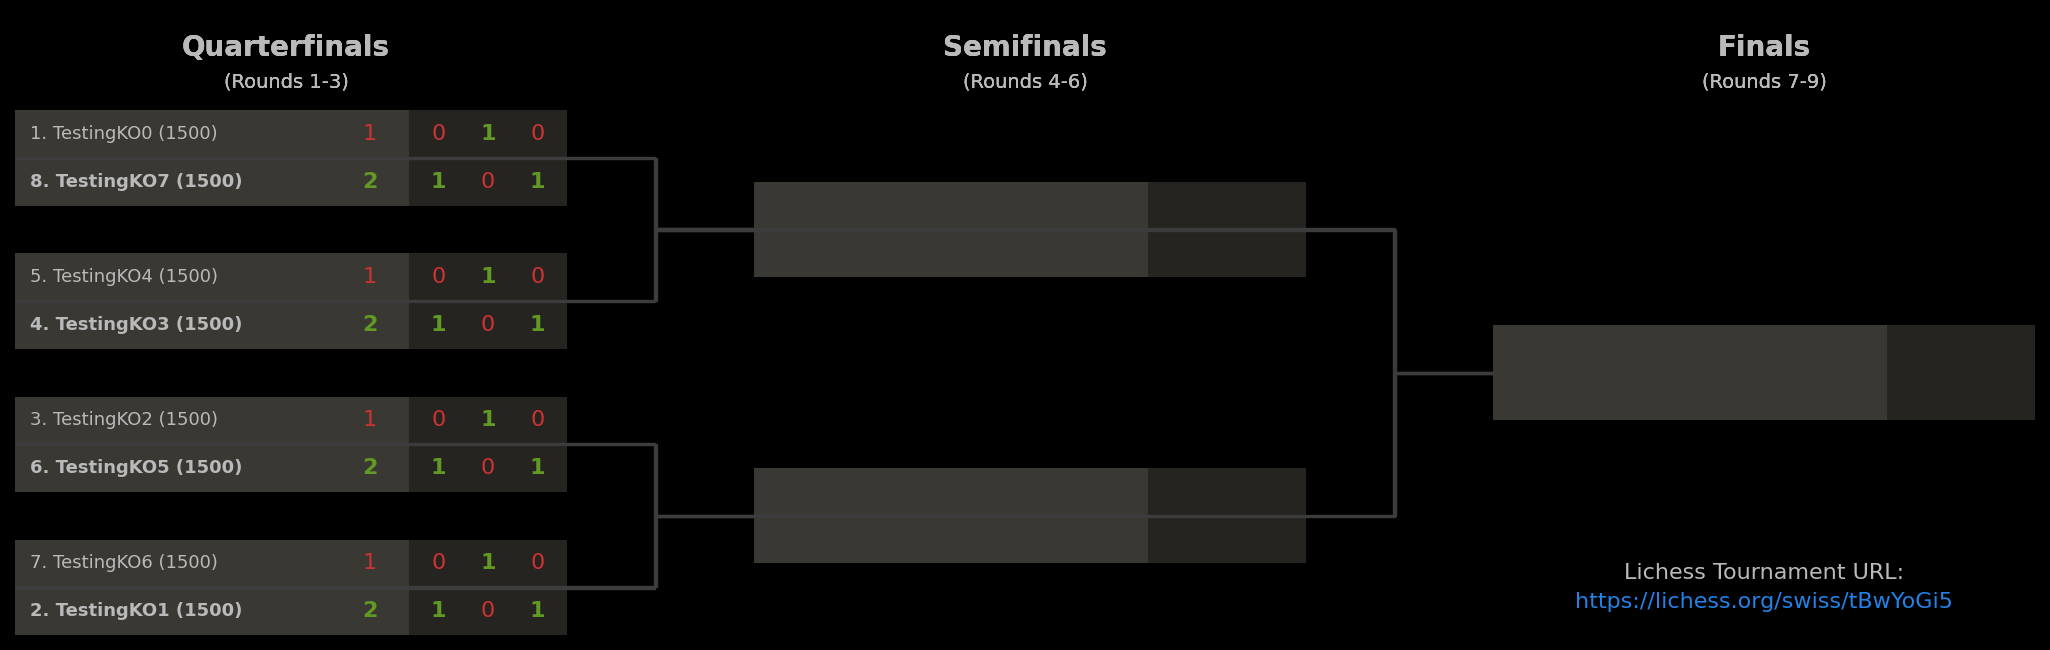 Quarterfinals
(Rounds 1-3)
Semifinals
(Rounds 4-6)
Finals
(Rounds 7-9)
1. TestingKO0 (1500) 1 0 1 0
8. TestingKO7 (1500) 2 1 0 1
5. TestingKO4 (1500) 1 0 1 0
4. TestingKO3 (1500) 2 1 0 1
3. TestingKO2 (1500) 1 0 1 0
6. TestingKO5 (1500) 2 1 0 1
7. TestingKO6 (1500) 1 0 1 0
2. TestingKO1 (1500) 2 1 0 1
Lichess Tournament URL:
https://lichess.org/swiss/tBwYoGi5